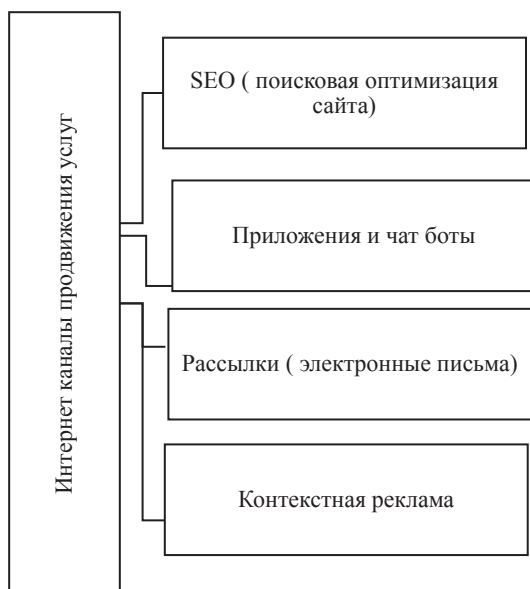 Интернет каналы продвижения услуг
SEO ( поисковая оптимизация
сайта)
Приложения и чат боты
Рассылки ( электронные письма)
Контекстная реклама